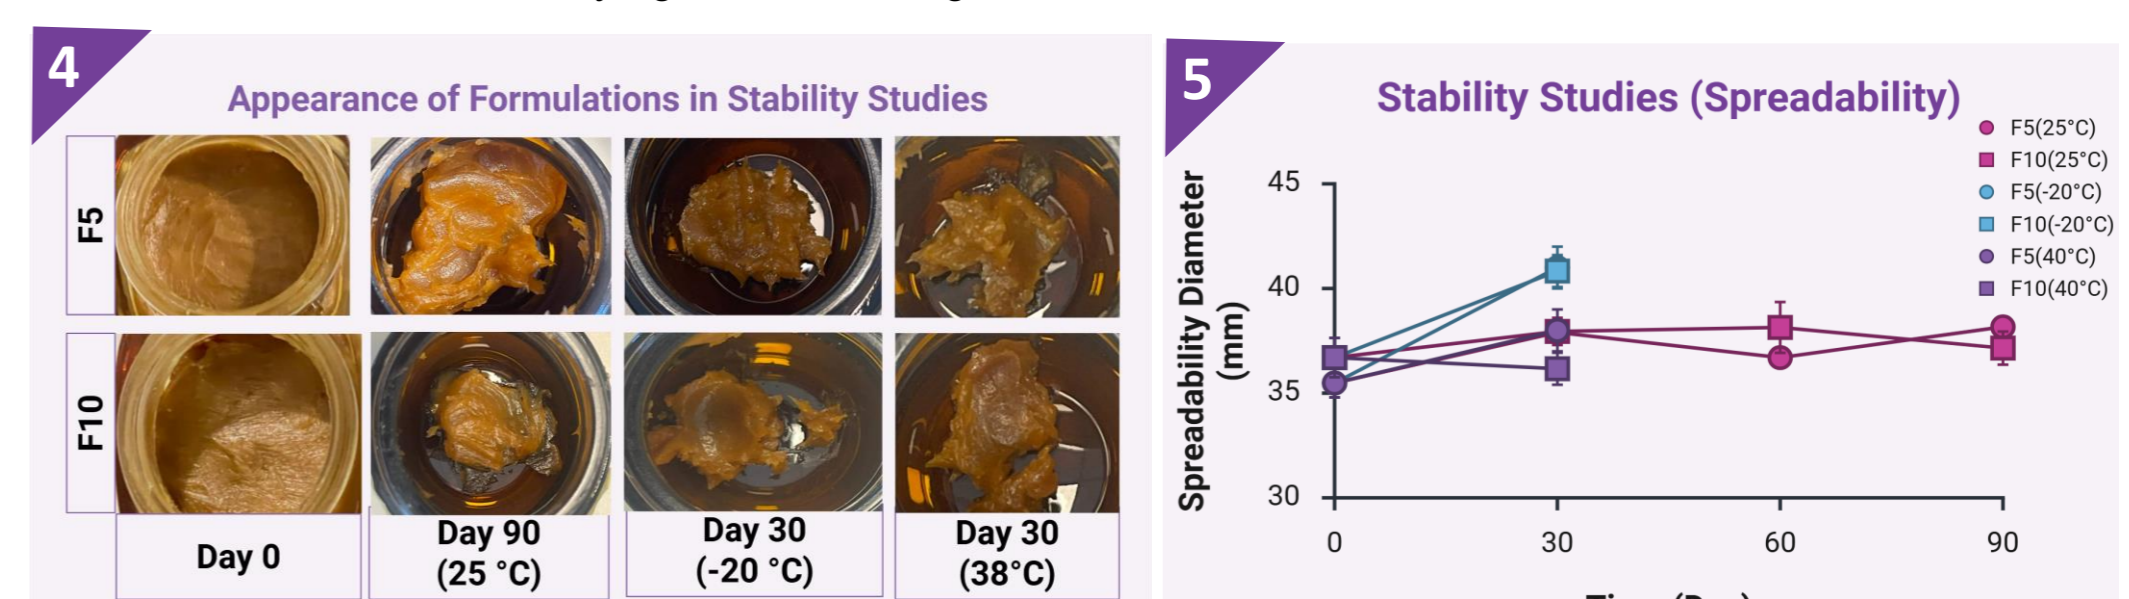 4
Appearance of Formulations in Stability Studies
F5
F10
Day 0
Day 90
(25 °C)
Day 30
(-20 °C)
Day 30
(38°C)
5
Stability Studies (Spreadability)
F5(25°C)
F10(25°C)
F5(-20°C)
F10(-20°C)
F5(40°C)
F10(40°C)
Spreadability Diameter
(mm)
45
40
35
30
0
30
60
90